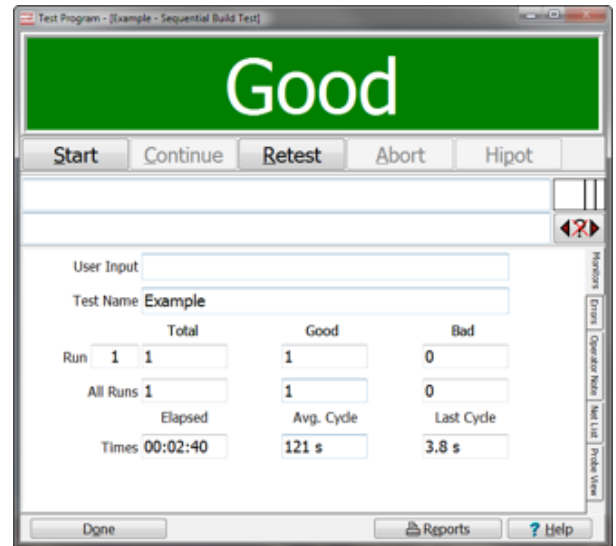 Test Program - [Example - Sequential Build Test]
Good
Start Continue Retest Abort Hipot
User Input
Test Name Example
Total Good Bad
Run 1 1 1 0
All Runs 1 1 0
Elapsed Avg. Cycle Last Cycle
Times 00:02:40 121 s 3.8 s
Monitors
Errors
Operator Note
Net List
Probe View
Done Reports ? Help